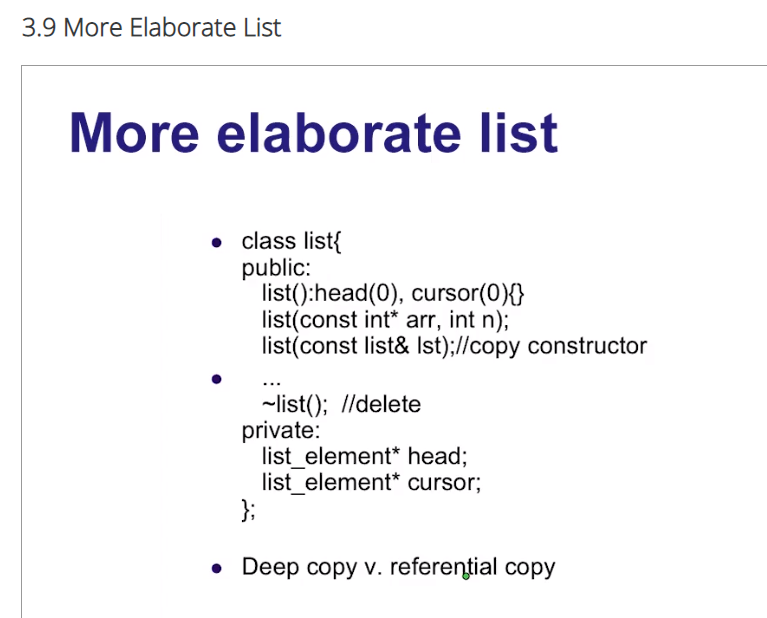 3.9 More Elaborate List
More elaborate list
• class list{
public:
list():head(0), cursor(0){}
list(const int* arr, int n);
list(const list& lst);//copy constructor
• ...
~list(); //delete
private:
list_element* head;
list_element* cursor;
};
• Deep copy v. referential copy